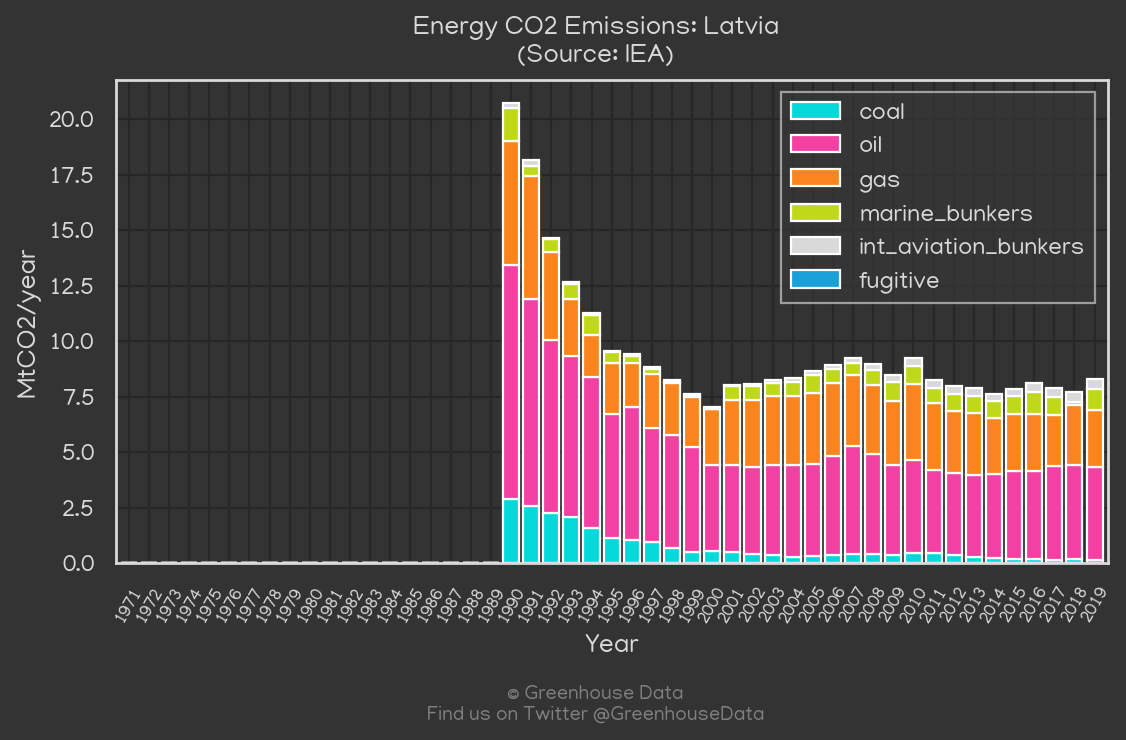 Energy CO2 Emissions: Latvia
(Source: IEA)
MtCO2/year
20.0
17.5
15.0
12.5
10.0
7.5
5.0
2.5
0.0
coal
oil
gas
marine_bunkers
int_aviation_bunkers
fugitive
1971 1972 1973 1974 1975 1976 1977 1978 1979 1980 1981 1982 1983 1984 1985 1986 1987 1988 1989 1990 1991 1992 1993 1994 1995 1996 1997 1998 1999 2000 2001 2002 2003 2004 2005 2006 2007 2008 2009 2010 2011 2012 2013 2014 2015 2016 2017 2018 2019
Year
© Greenhouse Data
Find us on Twitter @GreenhouseData